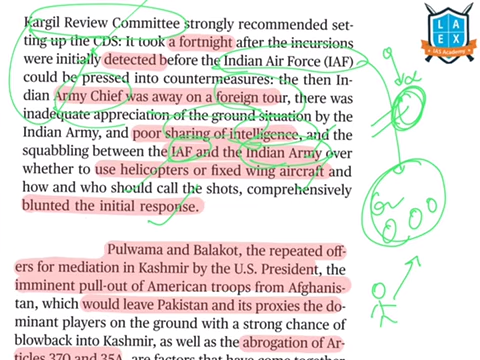 Kargil Review Committee strongly recommended set-
ting up the CDS: It took a fortnight after the incursions
were initially detected before the Indian Air Force (IAF)
could be pressed into countermeasures: the then In-
dian Army Chief was away on a foreign tour, there was
inadequate appreciation of the ground situation by the
Indian Army, and poor sharing of intelligence, and the
squabbling between the IAF and the Indian Army over
whether to use helicopters or fixed wing aircraft and
how and who should call the shots, comprehensively
blunted the initial response.
Pulwama and Balakot, the repeated off-
ers for mediation in Kashmir by the U.S. President, the
imminent pull-out of American troops from Afghanis-
tan, which would leave Pakistan and its proxies the do-
minant players on the ground with a strong chance of
blowback into Kashmir, as well as the abrogation of Ar-
ticles 370 and 35A, are factors that have come together
LAEX
IAS Academy